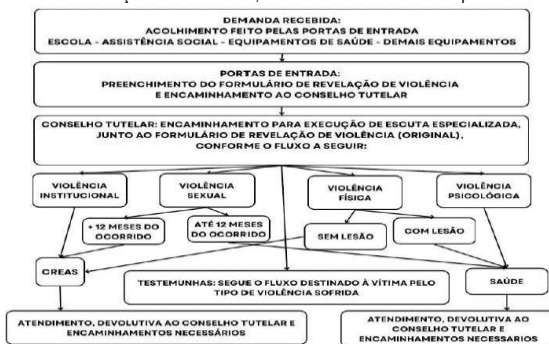 DEMANDA RECEBIDA:
ACOLHIMENTO FEITO PELAS PORTAS DE ENTRADA
ESCOLA - ASSISTÊNCIA SOCIAL - EQUIPAMENTOS DE SAÚDE - DEMAIS EQUIPAMENTOS
PORTAS DE ENTRADA:
PREENCHIMENTO DO FORMULÁRIO DE REVELAÇÃO DE VIOLÊNCIA
E ENCAMINHAMENTO AO CONSELHO TUTELAR
CONSELHO TUTELAR: ENCAMINHAMENTO PARA EXECUÇÃO DE ESCUTA ESPECIALIZADA,
JUNTO AO FORMULÁRIO DE REVELAÇÃO DE VIOLÊNCIA (ORIGINAL),
CONFORME O FLUXO A SEGUIR:
VIOLÊNCIA
INSTITUCIONAL
VIOLÊNCIA
SEXUAL
VIOLÊNCIA
FÍSICA
VIOLÊNCIA
PSICOLÓGICA
+ 12 MESES DO
OCORRIDO
ATÉ 12 MESES
DO OCORRIDO
SEM LESÃO
COM LESÃO
CREAS
TESTEMUNHAS: SEGUE O FLUXO DESTINADO À VÍTIMA PELO
TIPO DE VIOLÊNCIA SOFRIDA
SAÚDE
ATENDIMENTO, DEVOLUTIVA AO CONSELHO TUTELAR E
ENCAMINHAMENTOS NECESSÁRIOS
ATENDIMENTO, DEVOLUTIVA AO
CONSELHO TUTELAR E
ENCAMINHAMENTOS NECESSARIOS